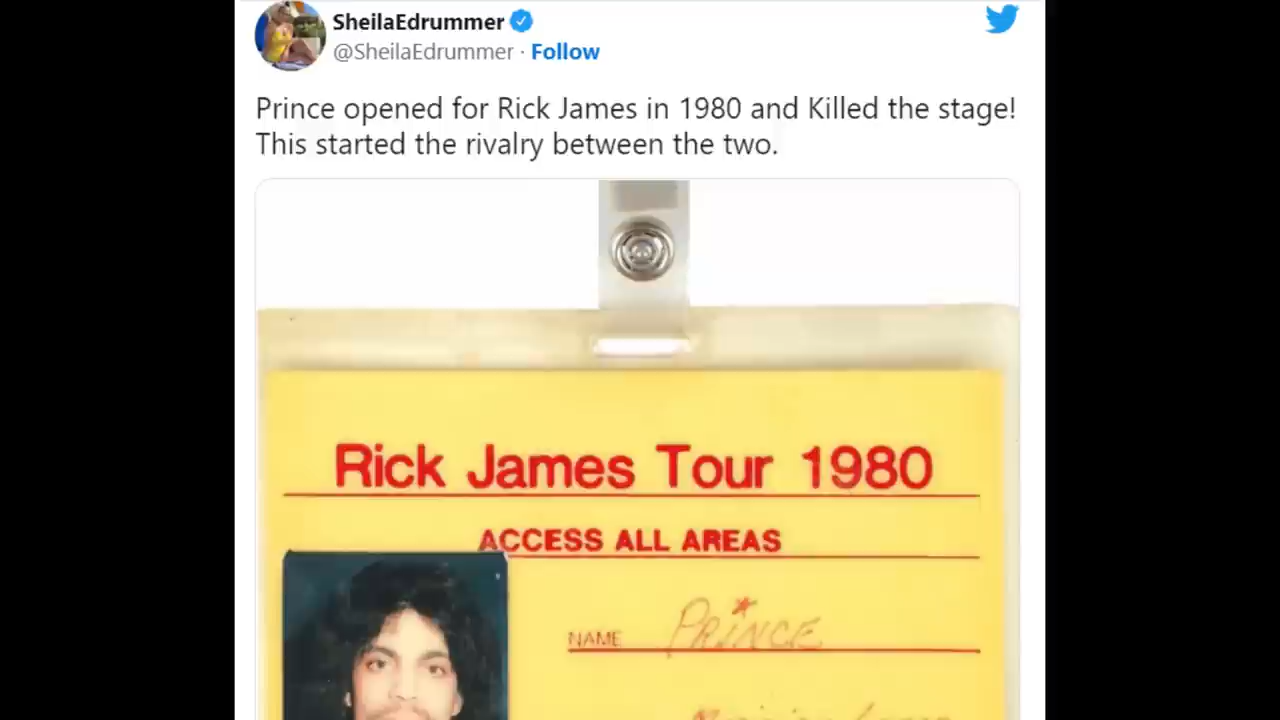 SheilaEdrummer
@SheilaEdrummer · Follow
Prince opened for Rick James in 1980 and Killed the stage!
This started the rivalry between the two.
Rick James Tour 1980
ACCESS ALL AREAS
NAME PRiNCE